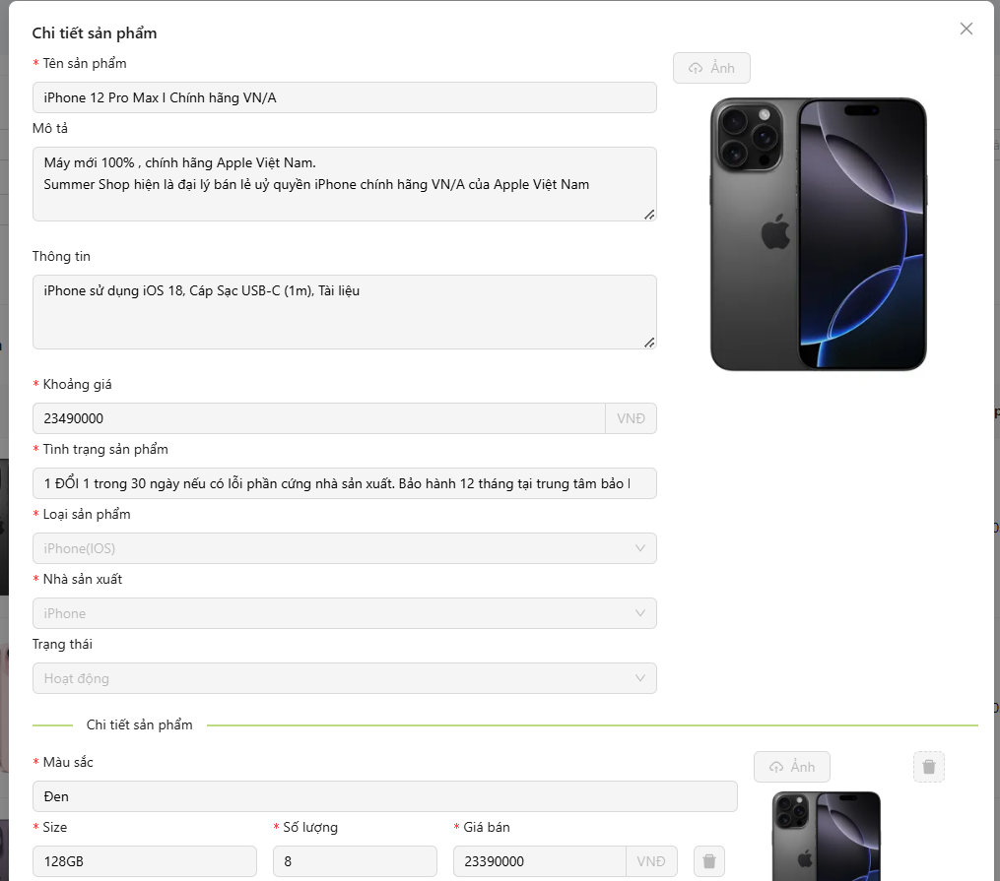 Chi tiết sản phẩm
* Tên sản phẩm
Ảnh
iPhone 12 Pro Max I Chính hãng VN/A
Mô tả
Máy mới 100% , chính hãng Apple Việt Nam.
Summer Shop hiện là đại lý bán lẻ uỷ quyền iPhone chính hãng VN/A của Apple Việt Nam
Thông tin
iPhone sử dụng iOS 18, Cáp Sạc USB-C (1m), Tài liệu
* Khoảng giá
23490000 VNĐ
* Tình trạng sản phẩm
1 ĐỔI 1 trong 30 ngày nếu có lỗi phần cứng nhà sản xuất. Bảo hành 12 tháng tại trung tâm bảo
* Loại sản phẩm
iPhone(IOS)
* Nhà sản xuất
iPhone
Trạng thái
Hoạt động
Chi tiết sản phẩm
* Màu sắc
Ảnh
Đen
* Size * Số lượng * Giá bán
128GB 8 23390000 VNĐ